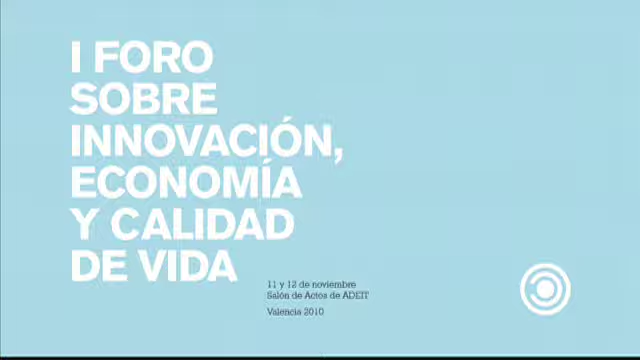 I FORO
SOBRE
INNOVACIÓN,
ECONOMÍA
Y CALIDAD
DE VIDA
11 y 12 de noviembre
Salón de Actos de ADEIT
Valencia 2010